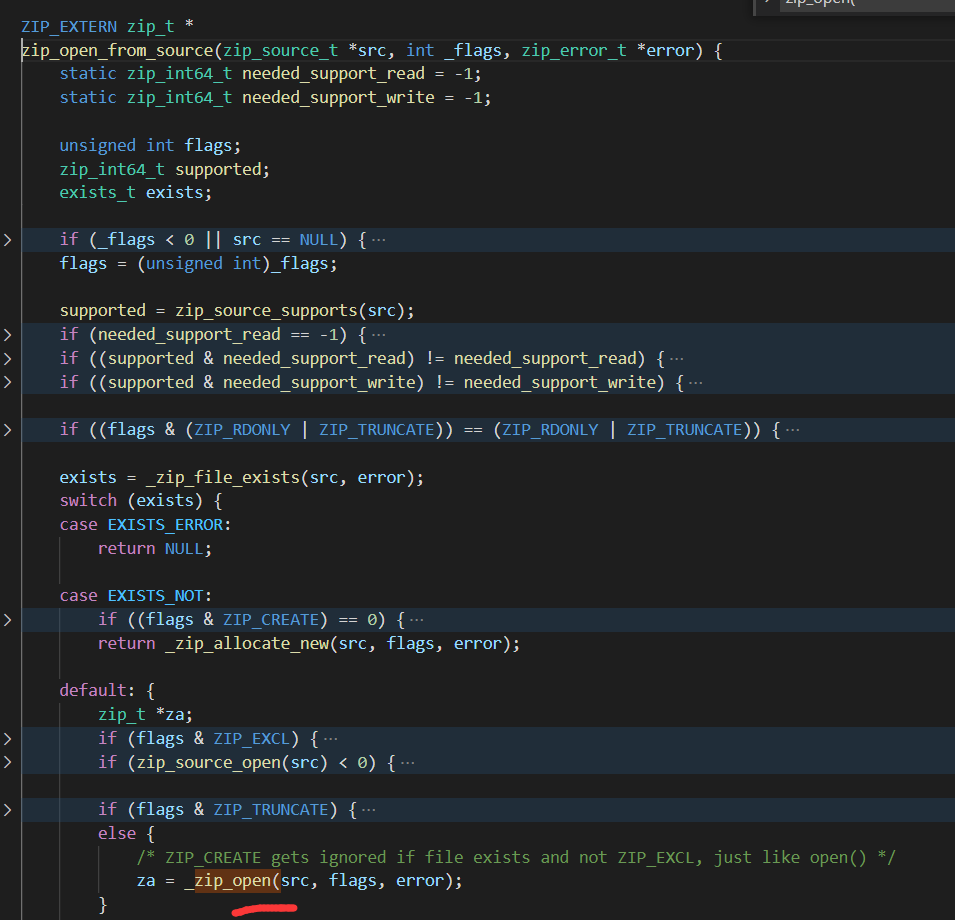 zip_open(
ZIP_EXTERN zip_t *
zip_open_from_source(zip_source_t *src, int _flags, zip_error_t *error) {
    static zip_int64_t needed_support_read = -1;
    static zip_int64_t needed_support_write = -1;

    unsigned int flags;
    zip_int64_t supported;
    exists_t exists;

    if (_flags < 0 || src == NULL) { ···
    flags = (unsigned int)_flags;

    supported = zip_source_supports(src);
    if (needed_support_read == -1) { ···
    if ((supported & needed_support_read) != needed_support_read) { ···
    if ((supported & needed_support_write) != needed_support_write) { ···

    if ((flags & (ZIP_RDONLY | ZIP_TRUNCATE)) == (ZIP_RDONLY | ZIP_TRUNCATE)) { ···

    exists = _zip_file_exists(src, error);
    switch (exists) {
    case EXISTS_ERROR:
        return NULL;

    case EXISTS_NOT:
        if ((flags & ZIP_CREATE) == 0) { ···
        return _zip_allocate_new(src, flags, error);

    default: {
        zip_t *za;
        if (flags & ZIP_EXCL) { ···
        if (zip_source_open(src) < 0) { ···

        if (flags & ZIP_TRUNCATE) { ···
        else {
            /* ZIP_CREATE gets ignored if file exists and not ZIP_EXCL, just like open() */
            za = _zip_open(src, flags, error);
        }